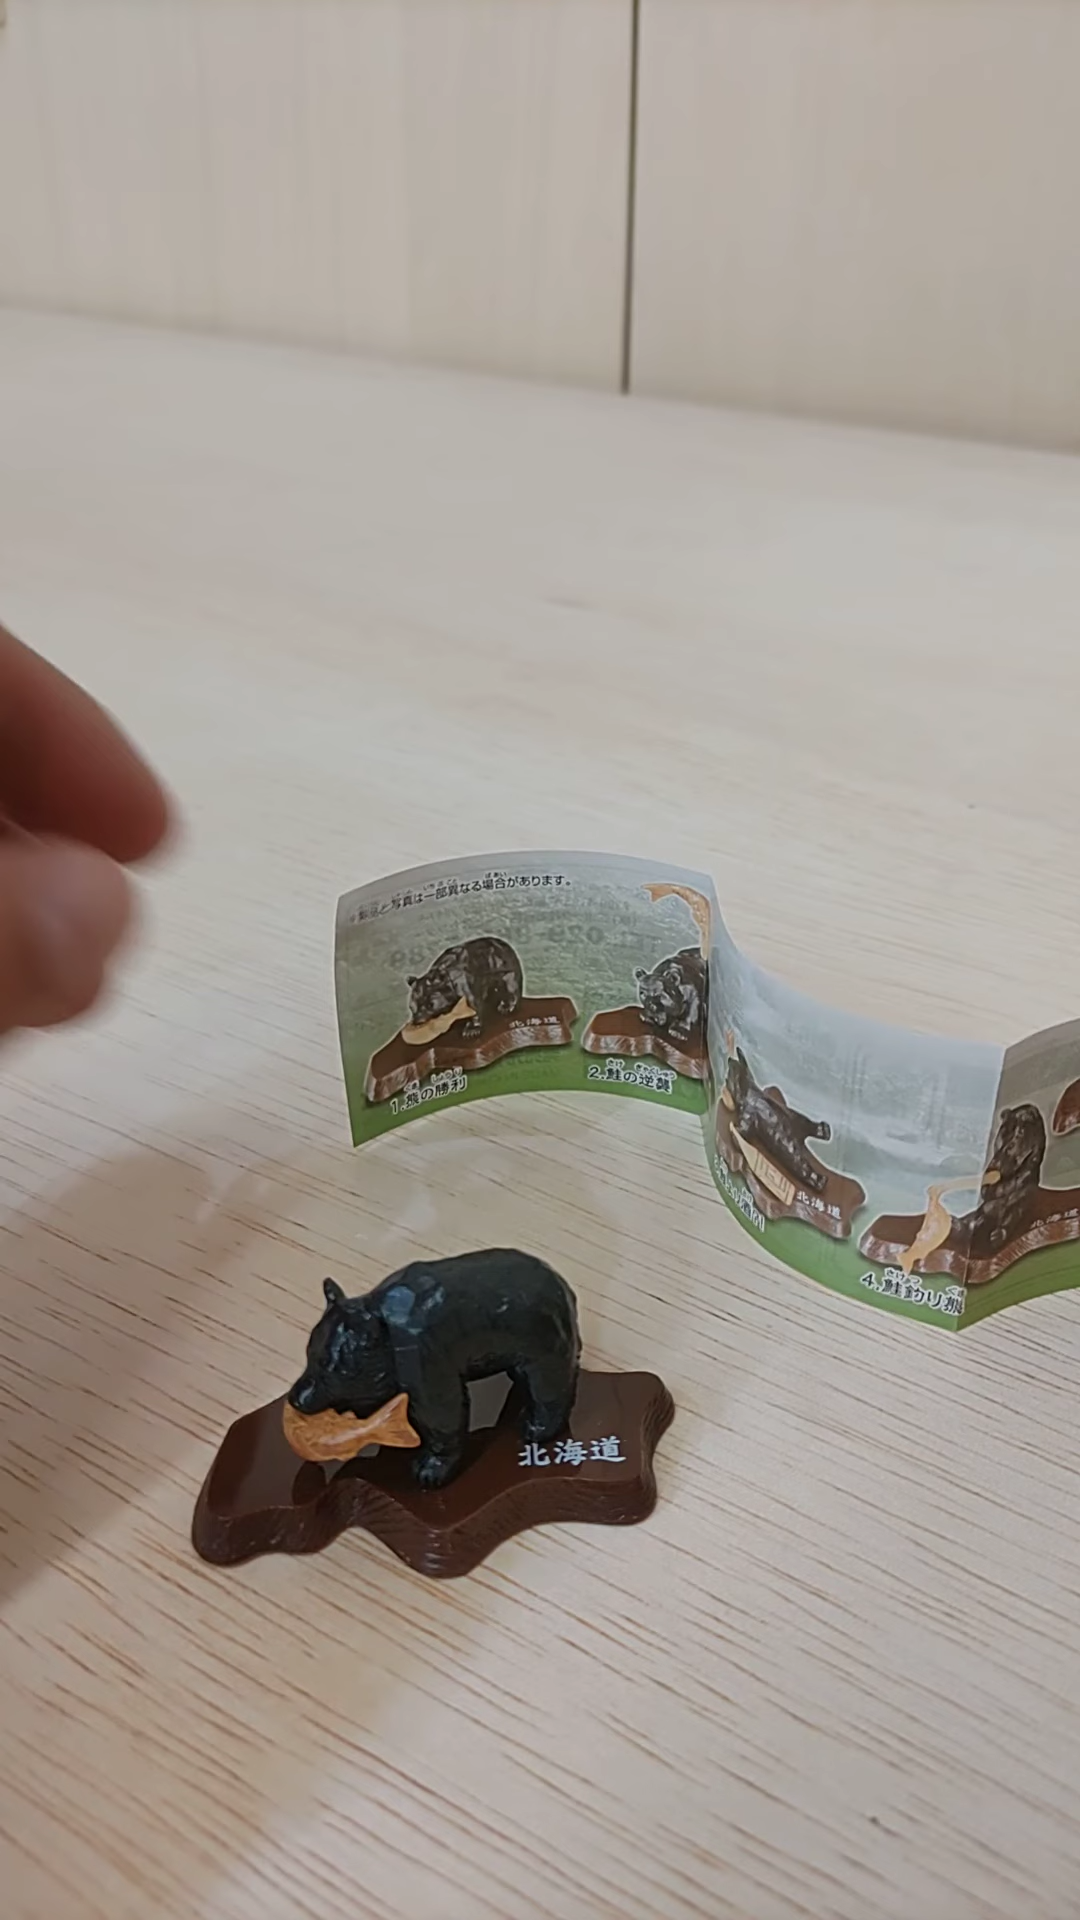 製品と写真は一部異なる場合があります。
北海道
1.熊の勝利
2.鮭の逆襲
北海道
4.鮭釣り熊
北海道
北海道